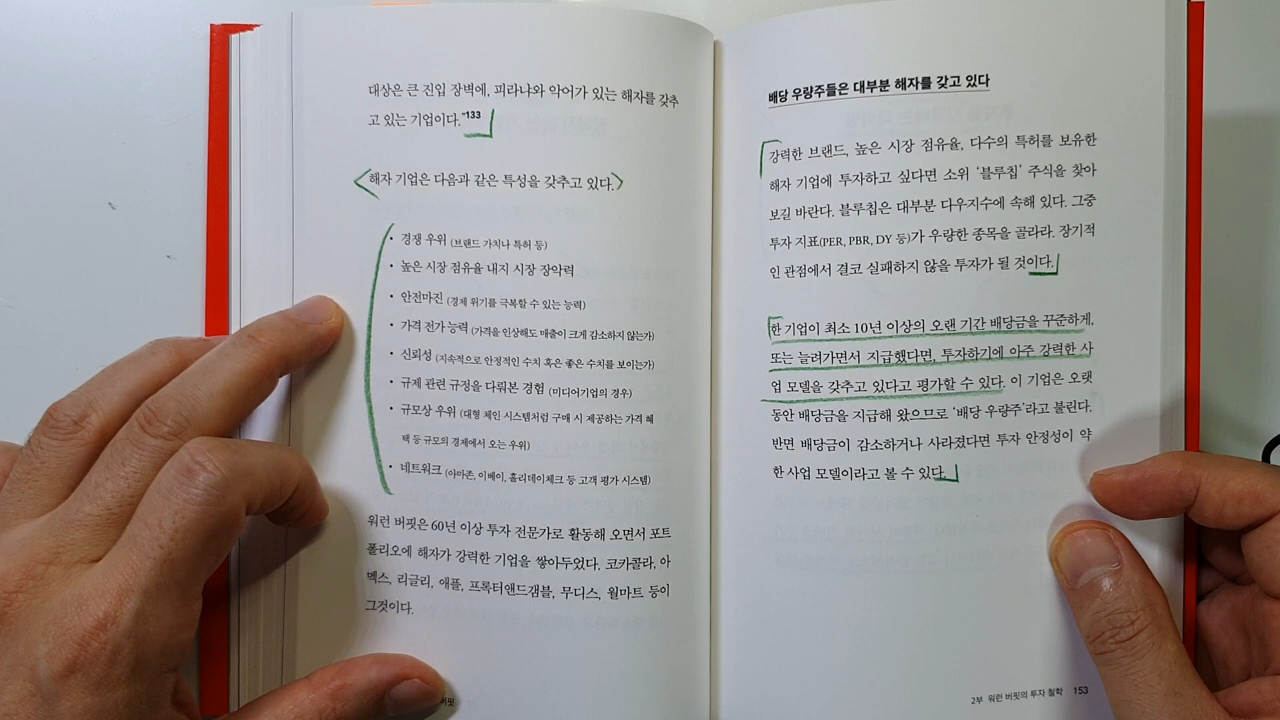 대상은 큰 진입 장벽에, 피라냐와 악어가 있는 해자를 갖추
고 있는 기업이다."133
해자 기업은 다음과 같은 특성을 갖추고 있다.
• 경쟁 우위 (브랜드 가치나 특허 등)
• 높은 시장 점유율 내지 시장 장악력
• 안전마진 (경제 위기를 극복할 수 있는 능력)
• 가격 전가 능력 (가격을 인상해도 매출이 크게 감소하지 않는가)
• 신뢰성 (지속적으로 안정적인 수치 혹은 좋은 수치를 보이는가)
• 규제 관련 규정을 다뤄본 경험 (미디어기업의 경우)
• 규모상 우위 (대형 체인 시스템처럼 구매 시 제공하는 가격 혜
택 등 규모의 경제에서 오는 우위)
• 네트워크 (아마존, 이베이, 홀리데이체크 등 고객 평가 시스템)
워런 버핏은 60년 이상 투자 전문가로 활동해 오면서 포트
폴리오에 해자가 강력한 기업을 쌓아두었다. 코카콜라, 아
멕스, 리글리, 애플, 프록터앤드갬블, 무디스, 월마트 등이
그것이다.
버핏
배당 우량주들은 대부분 해자를 갖고 있다
강력한 브랜드, 높은 시장 점유율, 다수의 특허를 보유한
해자 기업에 투자하고 싶다면 소위 '블루칩' 주식을 찾아
보길 바란다. 블루칩은 대부분 다우지수에 속해 있다. 그중
투자 지표(PER, PBR, DY 등)가 우량한 종목을 골라라. 장기적
인 관점에서 결코 실패하지 않을 투자가 될 것이다.
한 기업이 최소 10년 이상의 오랜 기간 배당금을 꾸준하게,
또는 늘려가면서 지급했다면, 투자하기에 아주 강력한 사
업 모델을 갖추고 있다고 평가할 수 있다. 이 기업은 오랫
동안 배당금을 지급해 왔으므로 '배당 우량주'라고 불린다.
반면 배당금이 감소하거나 사라졌다면 투자 안정성이 약
한 사업 모델이라고 볼 수 있다.
2부 워런 버핏의 투자 철학 153